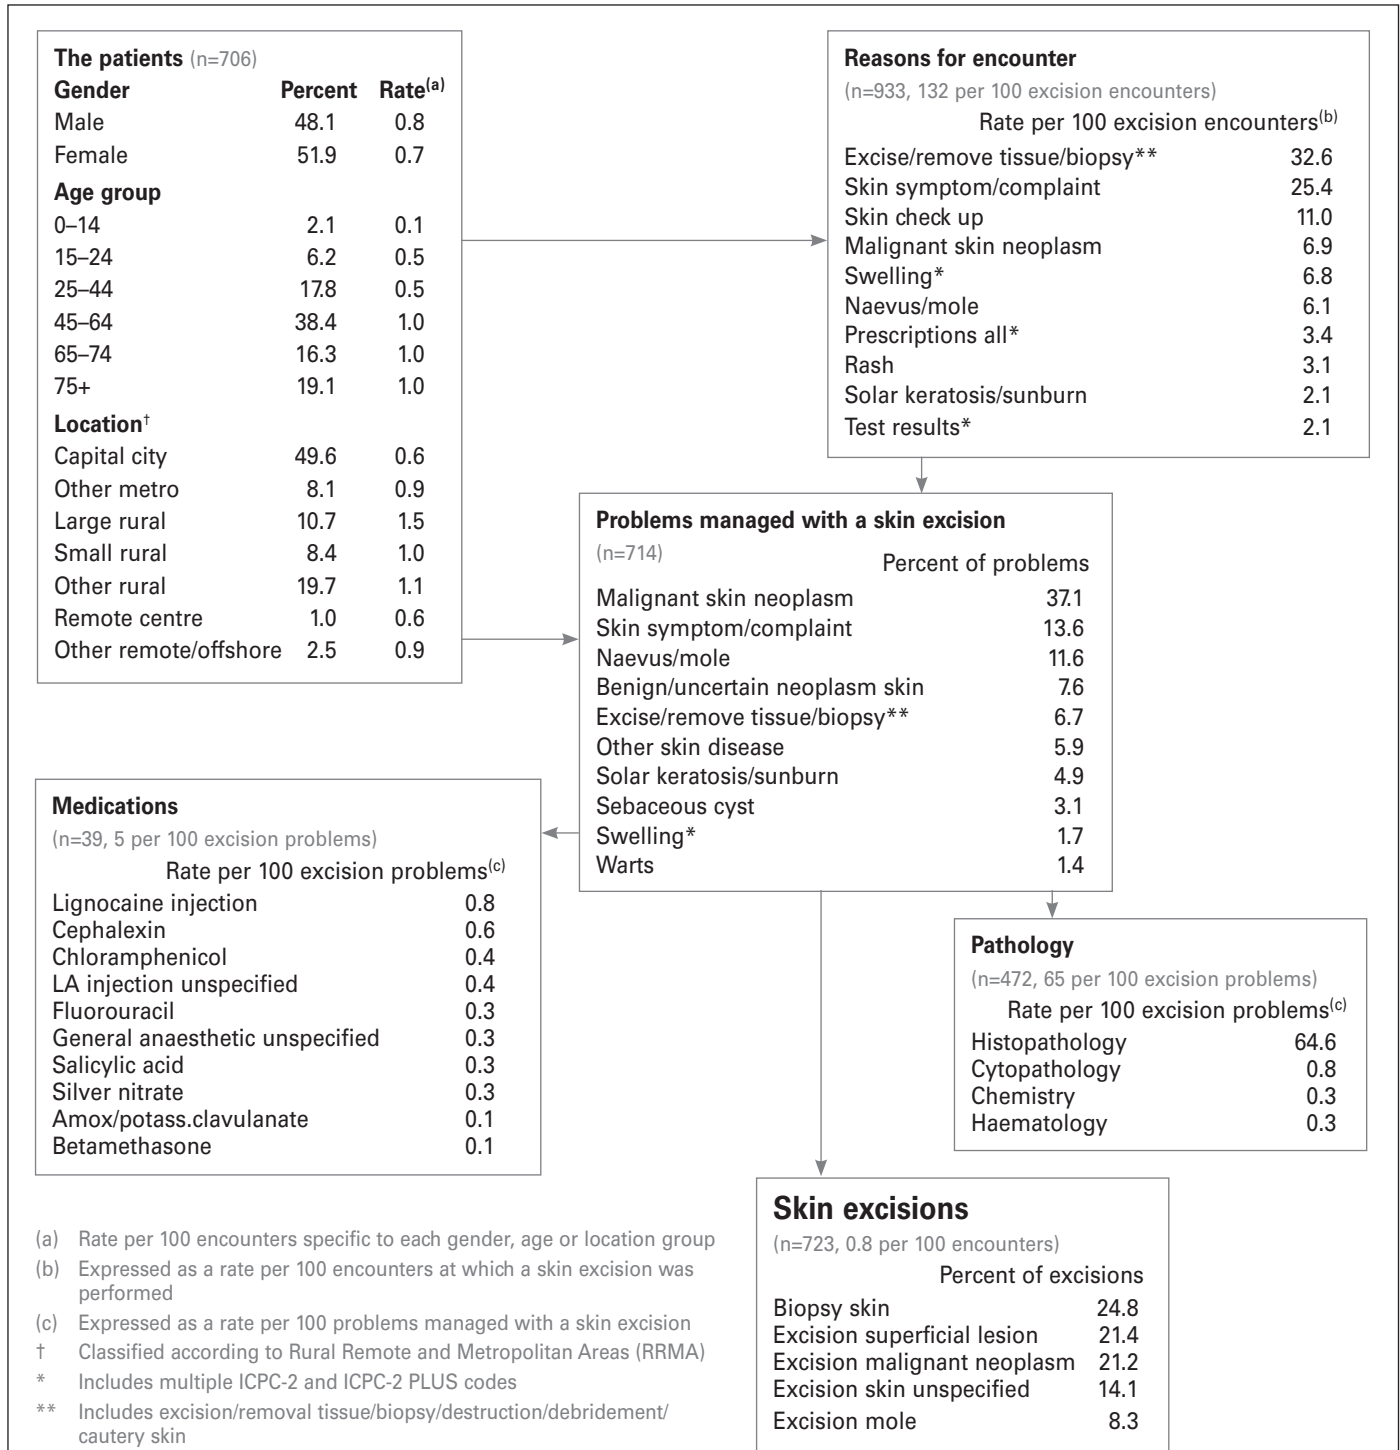 The patients (n=706)
Gender Percent Rate(a)
Male 48.1 0.8
Female 51.9 0.7
Age group
0–14 2.1 0.1
15–24 6.2 0.5
25–44 17.8 0.5
45–64 38.4 1.0
65–74 16.3 1.0
75+ 19.1 1.0
Location†
Capital city 49.6 0.6
Other metro 8.1 0.9
Large rural 10.7 1.5
Small rural 8.4 1.0
Other rural 19.7 1.1
Remote centre 1.0 0.6
Other remote/offshore 2.5 0.9
Reasons for encounter
(n=933, 132 per 100 excision encounters)
Rate per 100 excision encounters(b)
Excise/remove tissue/biopsy** 32.6
Skin symptom/complaint 25.4
Skin check up 11.0
Malignant skin neoplasm 6.9
Swelling* 6.8
Naevus/mole 6.1
Prescriptions all* 3.4
Rash 3.1
Solar keratosis/sunburn 2.1
Test results* 2.1
Problems managed with a skin excision
(n=714) Percent of problems
Malignant skin neoplasm 37.1
Skin symptom/complaint 13.6
Naevus/mole 11.6
Benign/uncertain neoplasm skin 7.6
Excise/remove tissue/biopsy** 6.7
Other skin disease 5.9
Solar keratosis/sunburn 4.9
Sebaceous cyst 3.1
Swelling* 1.7
Warts 1.4
Medications
(n=39, 5 per 100 excision problems)
Rate per 100 excision problems(c)
Lignocaine injection 0.8
Cephalexin 0.6
Chloramphenicol 0.4
LA injection unspecified 0.4
Fluorouracil 0.3
General anaesthetic unspecified 0.3
Salicylic acid 0.3
Silver nitrate 0.3
Amox/potass.clavulanate 0.1
Betamethasone 0.1
Pathology
(n=472, 65 per 100 excision problems)
Rate per 100 excision problems(c)
Histopathology 64.6
Cytopathology 0.8
Chemistry 0.3
Haematology 0.3
Skin excisions
(n=723, 0.8 per 100 encounters)
Percent of excisions
Biopsy skin 24.8
Excision superficial lesion 21.4
Excision malignant neoplasm 21.2
Excision skin unspecified 14.1
Excision mole 8.3
(a) Rate per 100 encounters specific to each gender, age or location group
(b) Expressed as a rate per 100 encounters at which a skin excision was
performed
(c) Expressed as a rate per 100 problems managed with a skin excision
† Classified according to Rural Remote and Metropolitan Areas (RRMA)
* Includes multiple ICPC-2 and ICPC-2 PLUS codes
** Includes excision/removal tissue/biopsy/destruction/debridement/
cautery skin